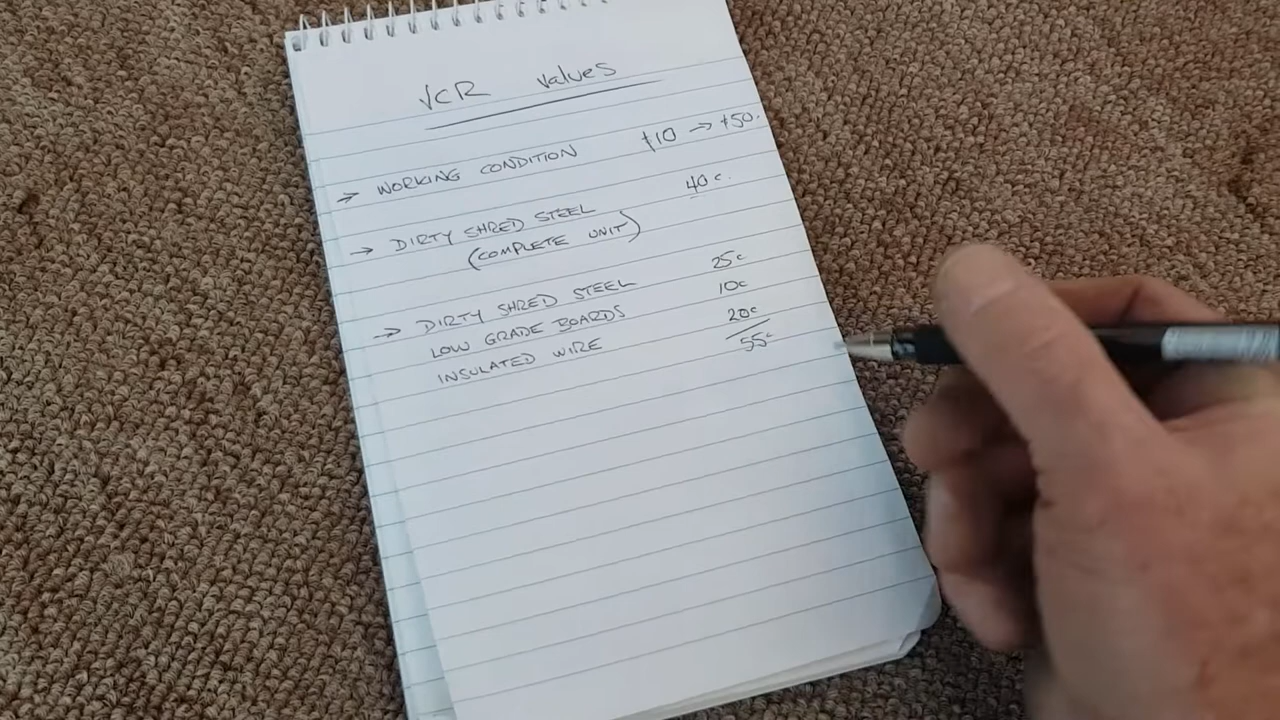 VCR values
→ WORKING CONDITION $10 → $50.
→ DIRTY SHRED STEEL 40c.
(COMPLETE UNIT)
→ DIRTY SHRED STEEL 25c
LOW GRADE BOARDS 10c
INSULATED WIRE 20c
55c